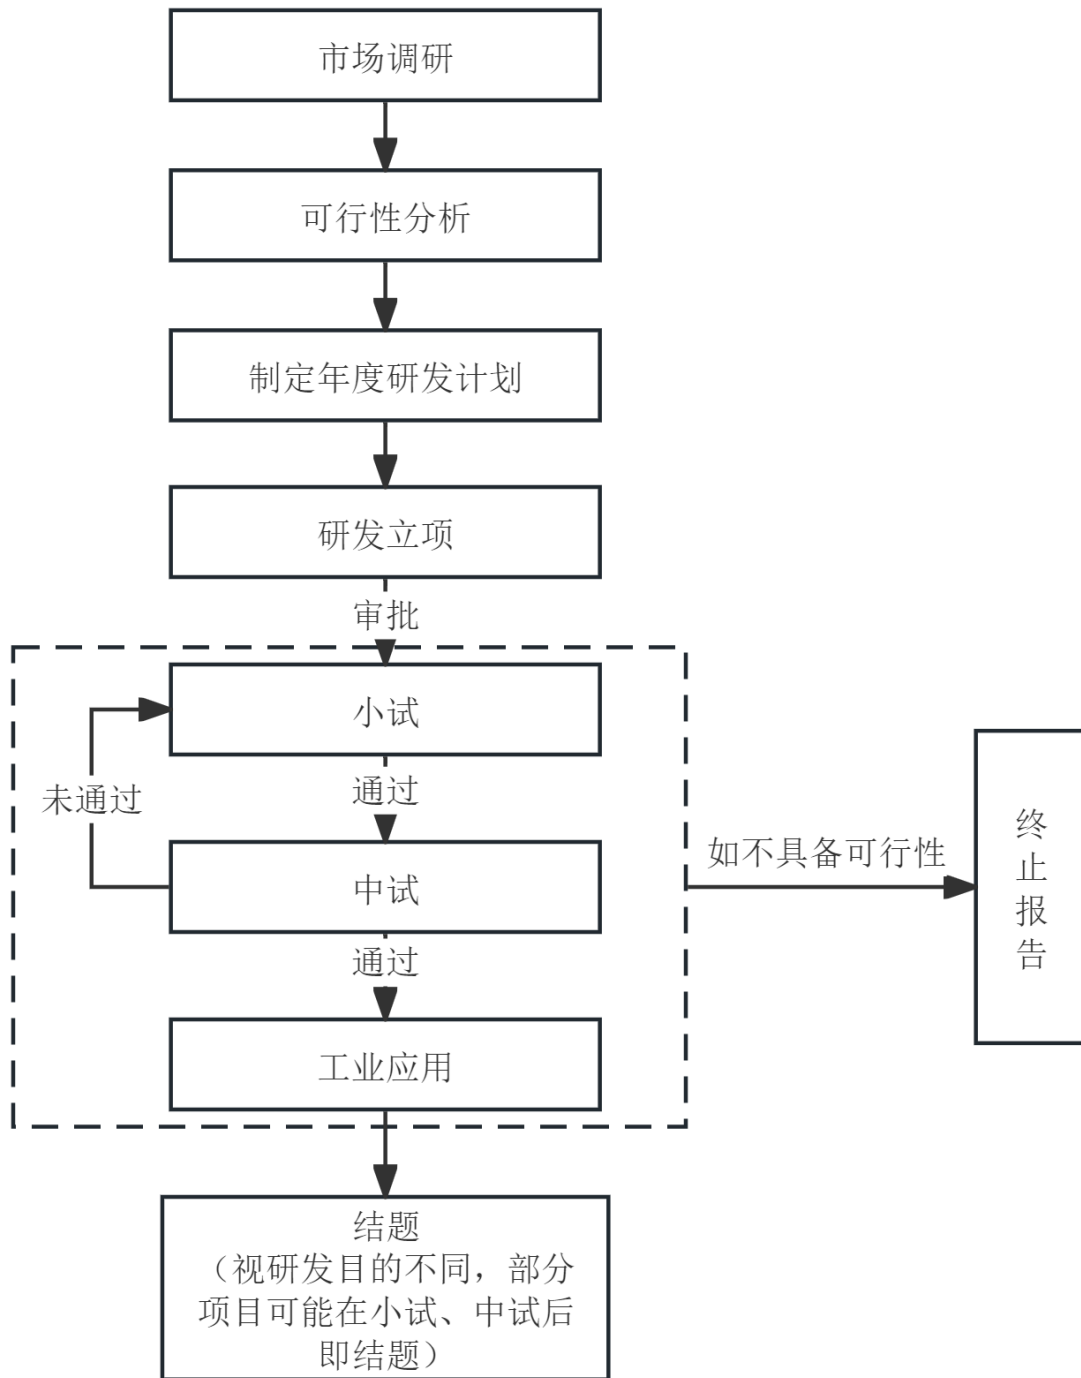 市场调研
可行性分析
制定年度研发计划
研发立项
审批
小试
通过
未通过
中试
如不具备可行性
终
止
报
告
通过
工业应用
结题
（视研发目的不同，部分
项目可能在小试、中试后
即结题）